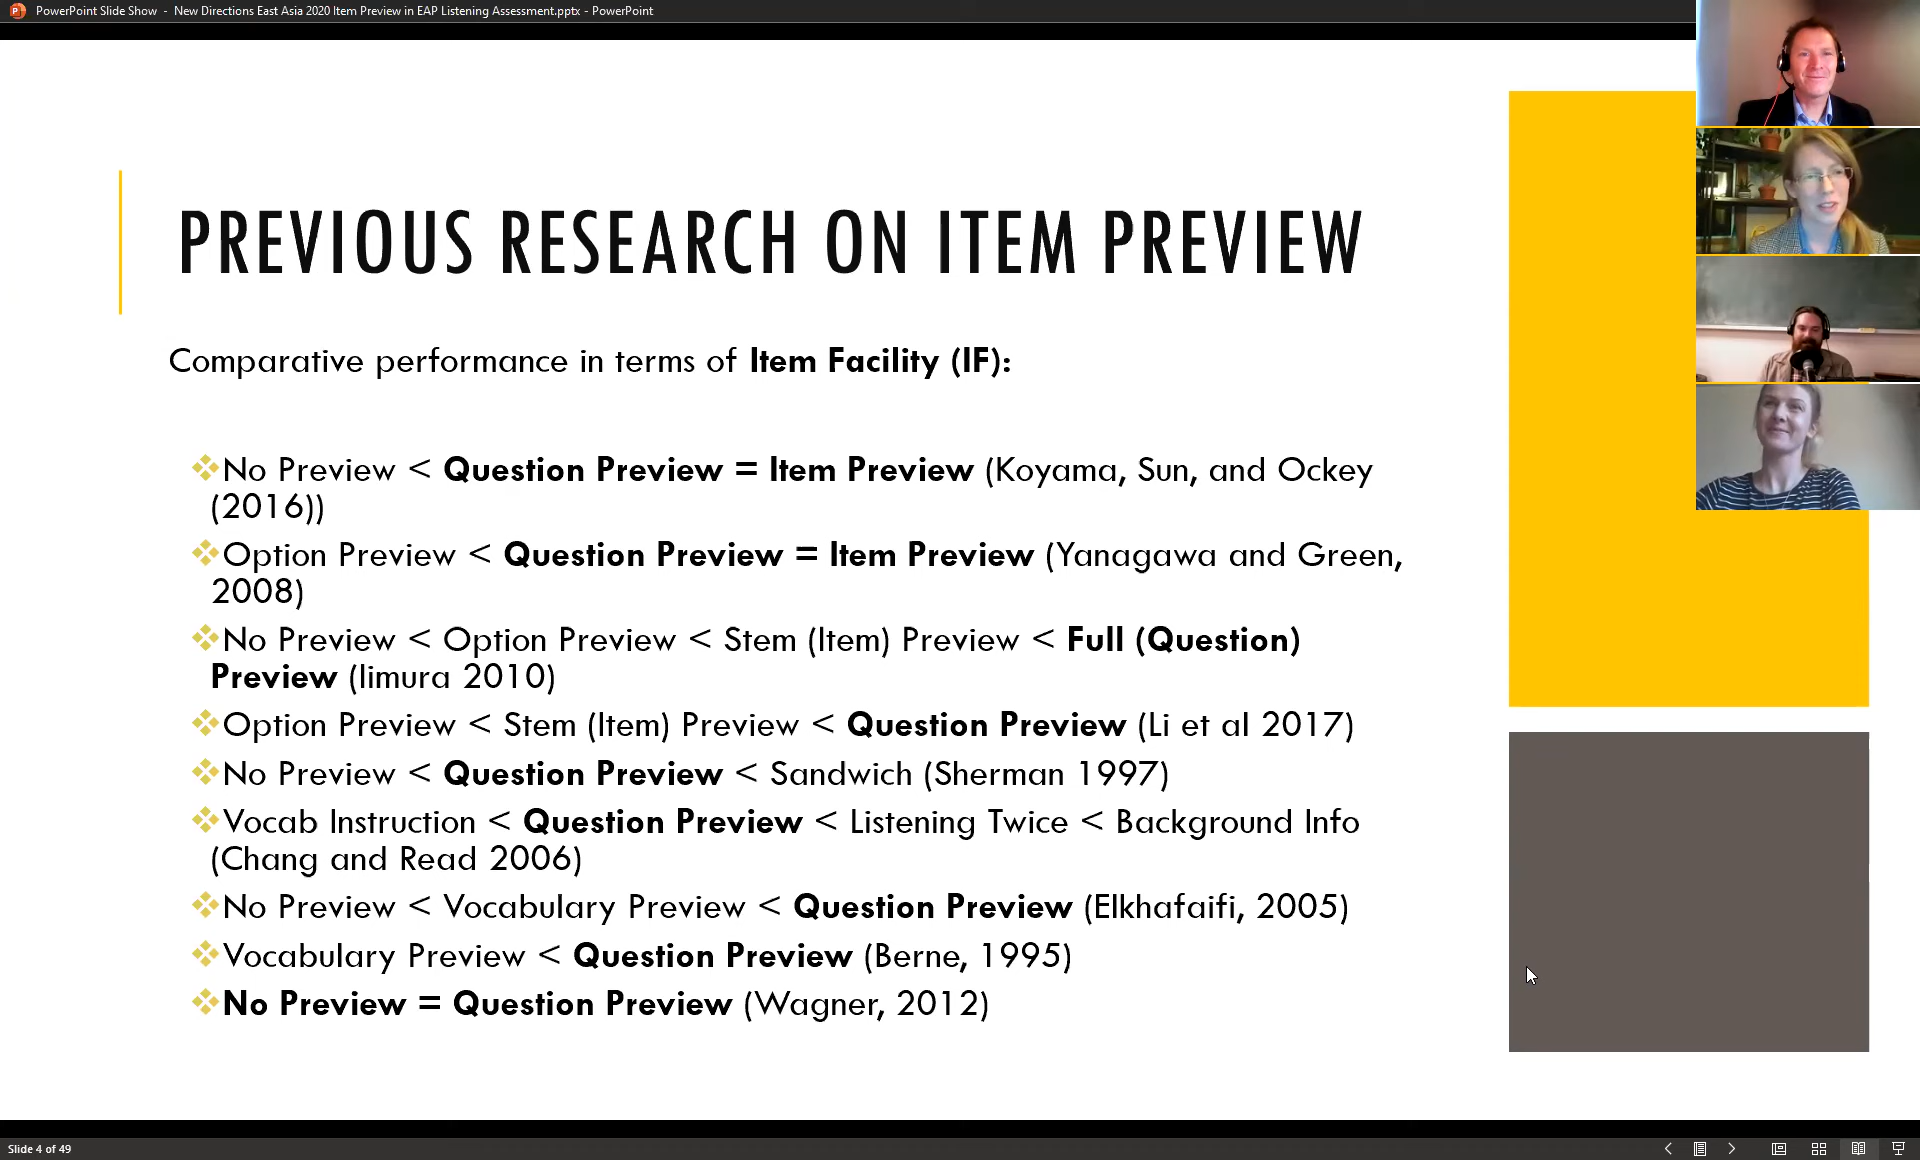 PowerPoint Slide Show - New Directions East Asia 2020 Item Preview in EAP Listening Assessment.pptx - PowerPoint
PREVIOUS RESEARCH ON ITEM PREVIEW
Comparative performance in terms of Item Facility (IF):
No Preview < Question Preview = Item Preview (Koyama, Sun, and Ockey
(2016))
Option Preview < Question Preview = Item Preview (Yanagawa and Green,
2008)
No Preview < Option Preview < Stem (Item) Preview < Full (Question)
Preview (Iimura 2010)
Option Preview < Stem (Item) Preview < Question Preview (Li et al 2017)
No Preview < Question Preview < Sandwich (Sherman 1997)
Vocab Instruction < Question Preview < Listening Twice < Background Info
(Chang and Read 2006)
No Preview < Vocabulary Preview < Question Preview (Elkhafaifi, 2005)
Vocabulary Preview < Question Preview (Berne, 1995)
No Preview = Question Preview (Wagner, 2012)
Slide 4 of 49